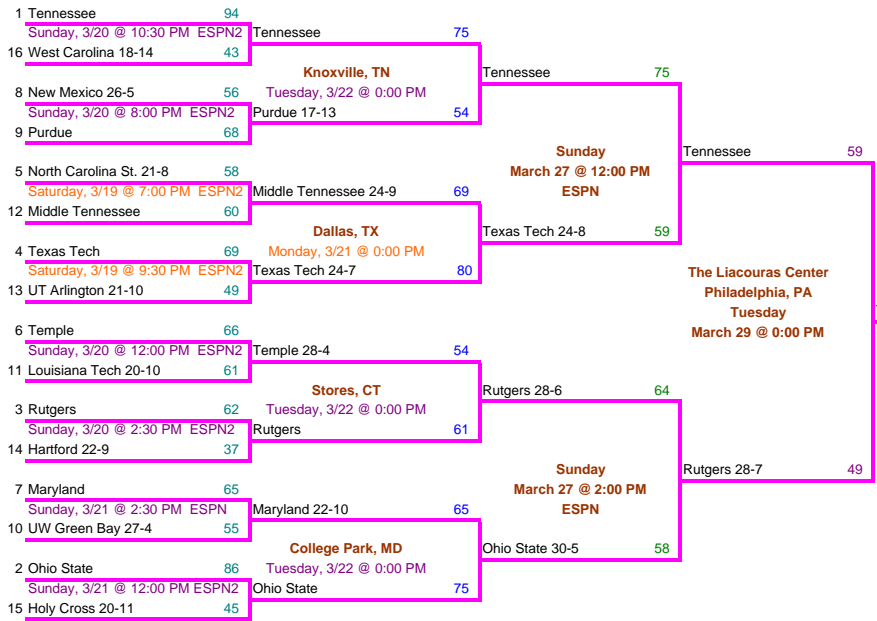 1 Tennessee 94
Sunday, 3/20 @ 10:30 PM ESPN2
16 West Carolina 18-14 43
Tennessee 75
8 New Mexico 26-5 56
Sunday, 3/20 @ 8:00 PM ESPN2
9 Purdue 68
Knoxville, TN
Tuesday, 3/22 @ 0:00 PM
Purdue 17-13 54
Tennessee 75
5 North Carolina St. 21-8 58
Saturday, 3/19 @ 7:00 PM ESPN2
12 Middle Tennessee 60
Middle Tennessee 24-9 69
4 Texas Tech 69
Saturday, 3/19 @ 9:30 PM ESPN2
13 UT Arlington 21-10 49
Dallas, TX
Monday, 3/21 @ 0:00 PM
Texas Tech 24-7 80
Texas Tech 24-8 59
Sunday
March 27 @ 12:00 PM
ESPN
Tennessee 59
6 Temple 66
Sunday, 3/20 @ 12:00 PM ESPN2
11 Louisiana Tech 20-10 61
Temple 28-4 54
3 Rutgers 62
Sunday, 3/20 @ 2:30 PM ESPN2
14 Hartford 22-9 37
Stores, CT
Tuesday, 3/22 @ 0:00 PM
Rutgers 61
Rutgers 28-6 64
7 Maryland 65
Sunday, 3/21 @ 2:30 PM ESPN
10 UW Green Bay 27-4 55
Maryland 22-10 65
2 Ohio State 86
Sunday, 3/21 @ 12:00 PM ESPN2
15 Holy Cross 20-11 45
College Park, MD
Tuesday, 3/22 @ 0:00 PM
Ohio State 75
Ohio State 30-5 58
Sunday
March 27 @ 2:00 PM
ESPN
Rutgers 28-7 49
The Liacouras Center
Philadelphia, PA
Tuesday
March 29 @ 0:00 PM